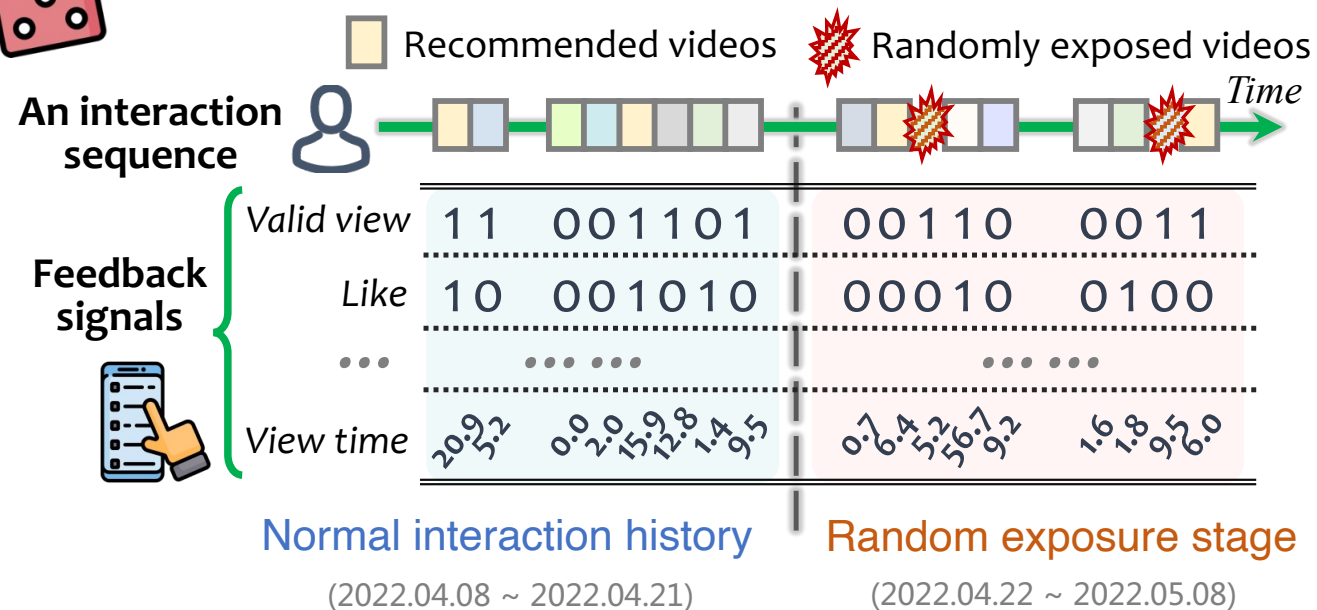 Recommended videos Randomly exposed videos
Time
An interaction
sequence
Valid view 11 001101 00110 0011
Feedback
signals
Like 10 001010 00010 0100
... ... ... ... ...
View time 20.9 5.2 0.0 2.0 15.9 12.8 1.4 9.5 0.7 6.4 5.2 56.7 9.2 1.6 1.8 9.5 6.0
Normal interaction history Random exposure stage
(2022.04.08 ~ 2022.04.21) (2022.04.22 ~ 2022.05.08)